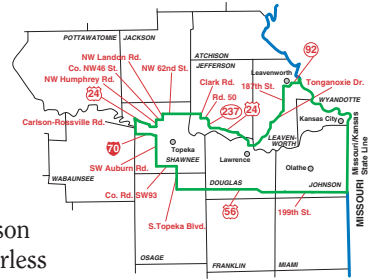 POTTAWATOMIE
JACKSON
NW Landon Rd.
Co. NW46 St.
NW Humphrey Rd.
24
Carlson-Rossville Rd.
NW 62nd St.
ATCHISON
JEFFERSON
Clark Rd.
Rd. 50
237
24
92
Leavenworth
187th St.
Tonganoxie Dr.
WYANDOTTE
Kansas City
LEAVEN-
WORTH
Missouri/Kansas
State Line
MISSOURI
70
Topeka
SHAWNEE
SW Auburn Rd.
Lawrence
Olathe
WABAUNSEE
Co. Rd SW93
DOUGLAS
JOHNSON
56
199th St.
S.Topeka Blvd.
OSAGE
FRANKLIN
MIAMI
son
erless